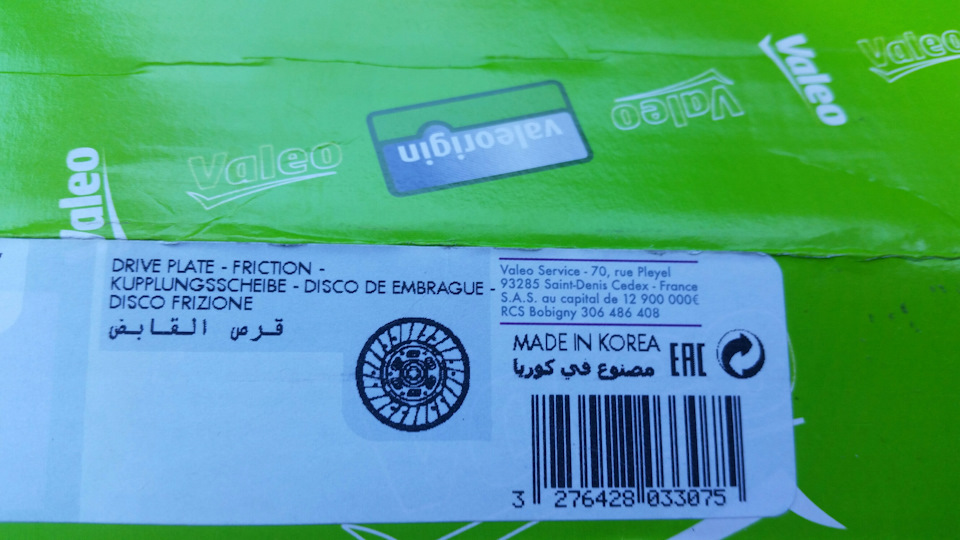 Valeo
Valeo
Valeo
valeorigin
Valeo
DRIVE PLATE - FRICTION -
KUPPLUNGSSCHEIBE - DISCO DE EMBRAGUE -
DISCO FRIZIONE
قرص القابض
Valeo Service - 70, rue Pleyel
93285 Saint-Denis Cedex - France
S.A.S. au capital de 12 900 000€
RCS Bobigny 306 486 408
MADE IN KOREA
مصنوع في كوريا
EAC
3 276428 033075